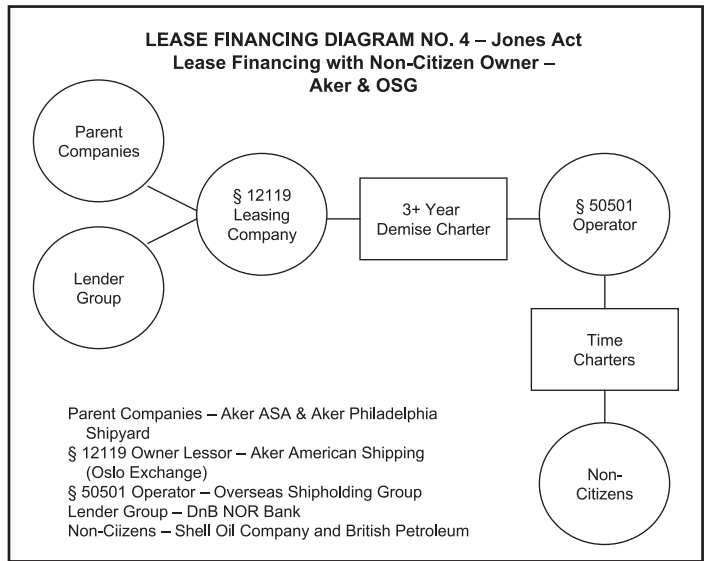 LEASE FINANCING DIAGRAM NO. 4 – Jones Act
Lease Financing with Non-Citizen Owner –
Aker & OSG
Parent
Companies
Lender
Group
§ 12119
Leasing
Company
3+ Year
Demise Charter
§ 50501
Operator
Time
Charters
Non-
Citizens
Parent Companies – Aker ASA & Aker Philadelphia
Shipyard
§ 12119 Owner Lessor – Aker American Shipping
(Oslo Exchange)
§ 50501 Operator – Overseas Shipholding Group
Lender Group – DnB NOR Bank
Non-Ciizens – Shell Oil Company and British Petroleum